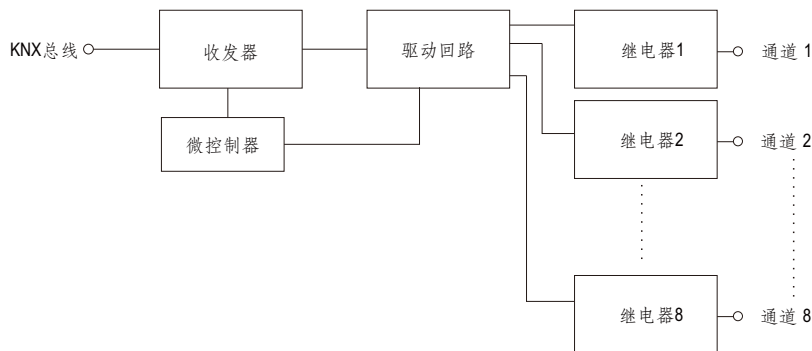 KNX总线
收发器
驱动回路
继电器1
通道 1
微控制器
继电器2
通道 2
继电器8
通道 8